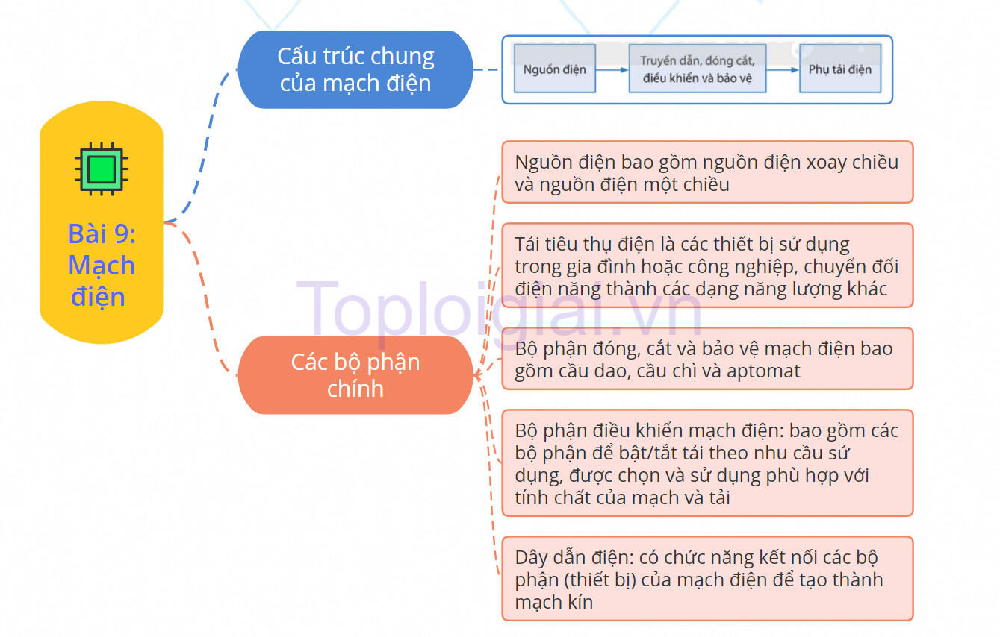 Bài 9:
Mạch
điện
Cấu trúc chung
của mạch điện
Nguồn điện
Truyền dẫn, đóng cắt,
điều khiển và bảo vệ
Phụ tải điện
Các bộ phận
chính
Nguồn điện bao gồm nguồn điện xoay chiều
và nguồn điện một chiều
Tải tiêu thụ điện là các thiết bị sử dụng
trong gia đình hoặc công nghiệp, chuyển đổi
điện năng thành các dạng năng lượng khác
Bộ phận đóng, cắt và bảo vệ mạch điện bao
gồm cầu dao, cầu chì và aptomat
Bộ phận điều khiển mạch điện: bao gồm các
bộ phận để bật/tắt tải theo nhu cầu sử
dụng, được chọn và sử dụng phù hợp với
tính chất của mạch và tải
Dây dẫn điện: có chức năng kết nối các bộ
phận (thiết bị) của mạch điện để tạo thành
mạch kín
Toploigiai.vn